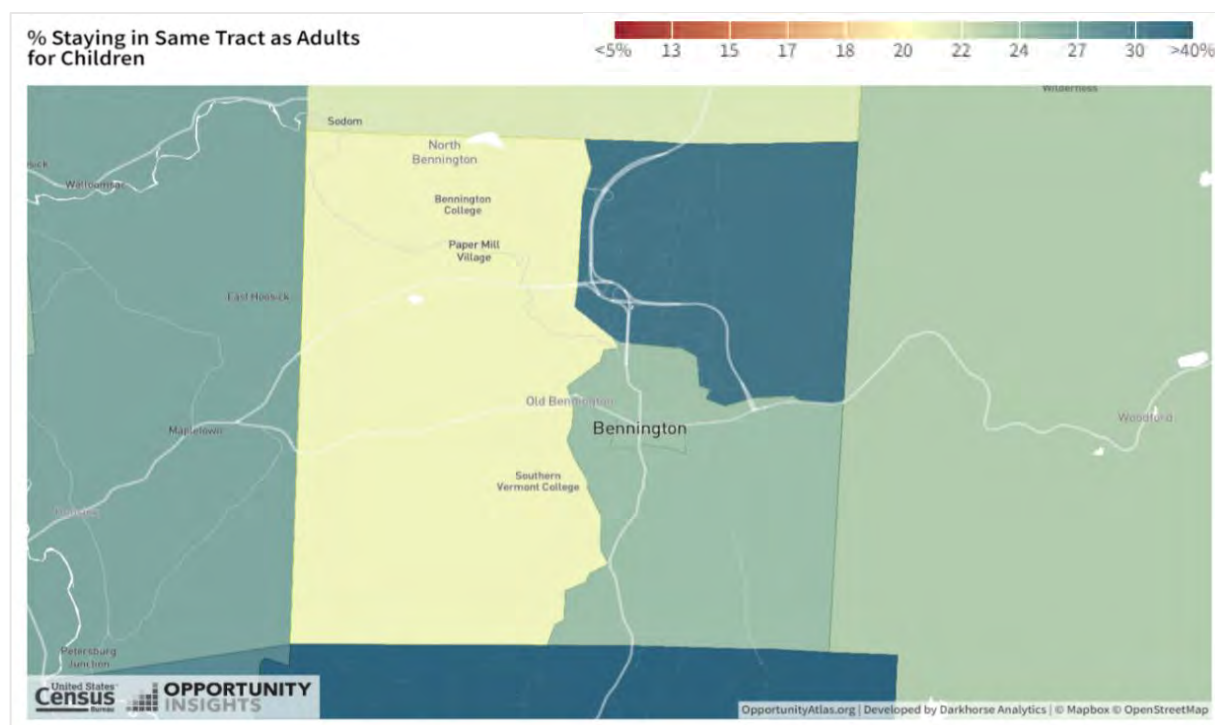 % Staying in Same Tract as Adults
for Children
<5% 13 15 17 18 20 22 24 27 30 >40%
Wilderness
Sodom
North
Bennington
Bennington
College
Paper Mill
Village
East Hoosick
Old Bennington
Bennington
Mapletown
Woodford
Southern
Vermont College
Petersburg
Junction
United States
Census
Bureau
OPPORTUNITY
INSIGHTS
OpportunityAtlas.org | Developed by Darkhorse Analytics | © Mapbox © OpenStreetMap